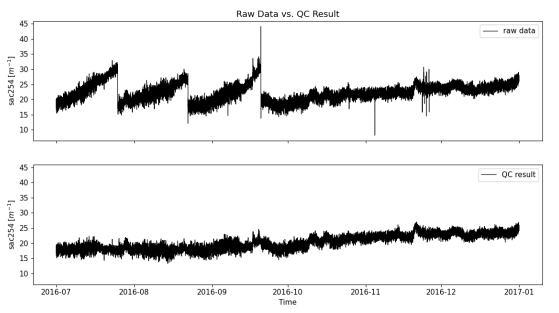 Raw Data vs. QC Result
45
40
35
30
25
20
15
10
sac254 [m⁻¹]
raw data
45
40
35
30
25
20
15
10
sac254 [m⁻¹]
QC result
2016-07 2016-08 2016-09 2016-10 2016-11 2016-12 2017-01
Time